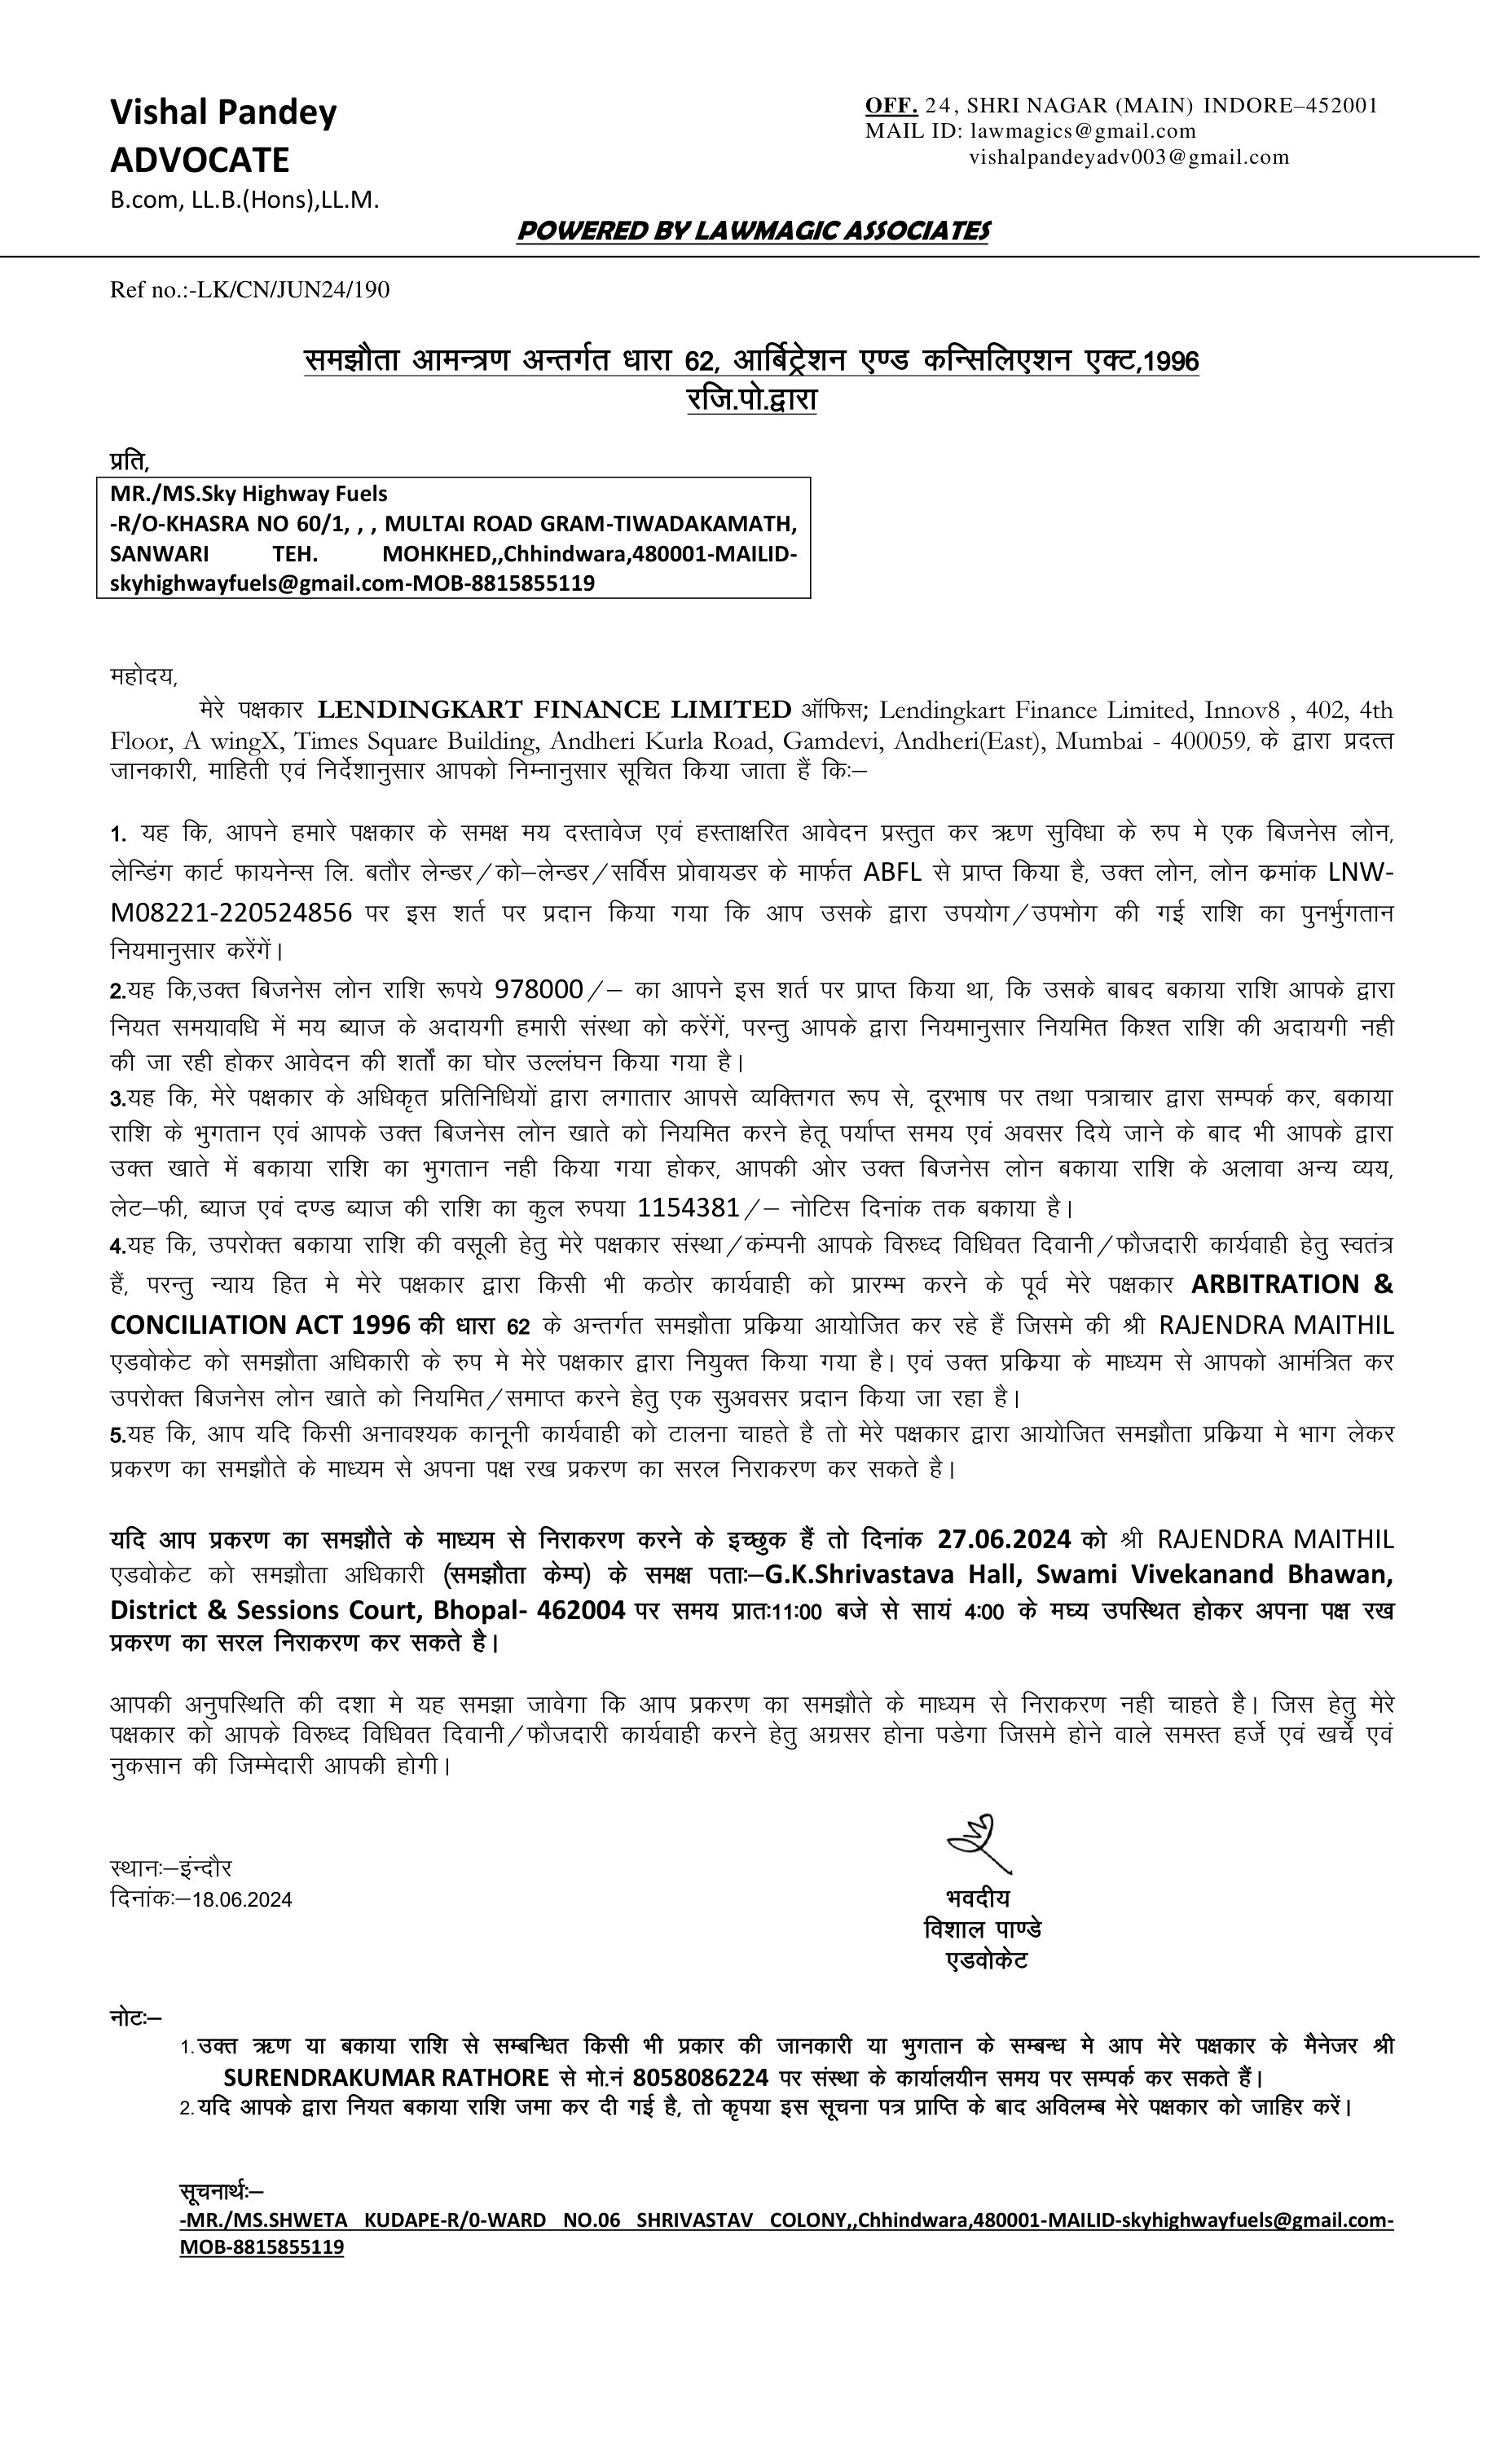 Vishal Pandey
ADVOCATE
B.com, LL.B.(Hons),LL.M.
OFF. 24, SHRI NAGAR (MAIN) INDORE–452001
MAIL ID: lawmagics@gmail.com
vishalpandeyadv003@gmail.com
POWERED BY LAWMAGIC ASSOCIATES
Ref no.:-LK/CN/JUN24/190
समझौता आमन्त्रण अन्तर्गत धारा 62, आर्बिट्रेशन एण्ड कन्सिलिएशन एक्ट,1996
रजि.पो.द्वारा
प्रति,
MR./MS.Sky Highway Fuels
-R/O-KHASRA NO 60/1, , , MULTAI ROAD GRAM-TIWADAKAMATH,
SANWARI TEH. MOHKHED,,Chhindwara,480001-MAILID-
skyhighwayfuels@gmail.com-MOB-8815855119
महोदय,
मेरे पक्षकार LENDINGKART FINANCE LIMITED ऑफिस; Lendingkart Finance Limited, Innov8 , 402, 4th
Floor, A wingX, Times Square Building, Andheri Kurla Road, Gamdevi, Andheri(East), Mumbai - 400059, के द्वारा प्रदत्त
जानकारी, माहिती एवं निर्देशानुसार आपको निम्नानुसार सूचित किया जाता हैं कि:–
1. यह कि, आपने हमारे पक्षकार के समक्ष मय दस्तावेज एवं हस्ताक्षरित आवेदन प्रस्तुत कर ऋण सुविधा के रुप मे एक बिजनेस लोन,
लेन्डिंग कार्ट फायनेन्स लि. बतौर लेन्डर/को–लेन्डर/सर्विस प्रोवायडर के मार्फत ABFL से प्राप्त किया है, उक्त लोन, लोन क्रमांक LNW-
M08221-220524856 पर इस शर्त पर प्रदान किया गया कि आप उसके द्वारा उपयोग/उपभोग की गई राशि का पुनर्भुगतान
नियमानुसार करेंगें।
2.यह कि,उक्त बिजनेस लोन राशि रूपये 978000/– का आपने इस शर्त पर प्राप्त किया था, कि उसके बाबद बकाया राशि आपके द्वारा
नियत समयावधि में मय ब्याज के अदायगी हमारी संस्था को करेंगें, परन्तु आपके द्वारा नियमानुसार नियमित किश्त राशि की अदायगी नही
की जा रही होकर आवेदन की शर्तों का घोर उल्लंघन किया गया है।
3.यह कि, मेरे पक्षकार के अधिकृत प्रतिनिधियों द्वारा लगातार आपसे व्यक्तिगत रूप से, दूरभाष पर तथा पत्राचार द्वारा सम्पर्क कर, बकाया
राशि के भुगतान एवं आपके उक्त बिजनेस लोन खाते को नियमित करने हेतू पर्याप्त समय एवं अवसर दिये जाने के बाद भी आपके द्वारा
उक्त खाते में बकाया राशि का भुगतान नही किया गया होकर, आपकी ओर उक्त बिजनेस लोन बकाया राशि के अलावा अन्य व्यय,
लेट–फी, ब्याज एवं दण्ड ब्याज की राशि का कुल रुपया 1154381/– नोटिस दिनांक तक बकाया है।
4.यह कि, उपरोक्त बकाया राशि की वसूली हेतु मेरे पक्षकार संस्था/कंम्पनी आपके विरुध्द विधिवत दिवानी/फौजदारी कार्यवाही हेतु स्वतंत्र
हैं, परन्तु न्याय हित मे मेरे पक्षकार द्वारा किसी भी कठोर कार्यवाही को प्रारम्भ करने के पूर्व मेरे पक्षकार ARBITRATION &
CONCILIATION ACT 1996 की धारा 62 के अन्तर्गत समझौता प्रक्रिया आयोजित कर रहे हैं जिसमे की श्री RAJENDRA MAITHIL
एडवोकेट को समझौता अधिकारी के रुप मे मेरे पक्षकार द्वारा नियुक्त किया गया है। एवं उक्त प्रक्रिया के माध्यम से आपको आमंत्रित कर
उपरोक्त बिजनेस लोन खाते को नियमित/समाप्त करने हेतु एक सुअवसर प्रदान किया जा रहा है।
5.यह कि, आप यदि किसी अनावश्यक कानूनी कार्यवाही को टालना चाहते है तो मेरे पक्षकार द्वारा आयोजित समझौता प्रक्रिया मे भाग लेकर
प्रकरण का समझौते के माध्यम से अपना पक्ष रख प्रकरण का सरल निराकरण कर सकते है।
यदि आप प्रकरण का समझौते के माध्यम से निराकरण करने के इच्छुक हैं तो दिनांक 27.06.2024 को श्री RAJENDRA MAITHIL
एडवोकेट को समझौता अधिकारी (समझौता केम्प) के समक्ष पता:–G.K.Shrivastava Hall, Swami Vivekanand Bhawan,
District & Sessions Court, Bhopal- 462004 पर समय प्रात:11:00 बजे से सायं 4:00 के मघ्य उपस्थित होकर अपना पक्ष रख
प्रकरण का सरल निराकरण कर सकते है।
आपकी अनुपस्थिति की दशा मे यह समझा जावेगा कि आप प्रकरण का समझौते के माध्यम से निराकरण नही चाहते है। जिस हेतु मेरे
पक्षकार को आपके विरुध्द विधिवत दिवानी/फौजदारी कार्यवाही करने हेतु अग्रसर होना पडेगा जिसमे होने वाले समस्त हर्जे एवं खर्चे एवं
नुकसान की जिम्मेदारी आपकी होगी।
स्थान:–इंन्दौर
दिनांक:–18.06.2024
भवदीय
विशाल पाण्डे
एडवोकेट
नोट:–
1.उक्त ऋण या बकाया राशि से सम्बन्धित किसी भी प्रकार की जानकारी या भुगतान के सम्बन्ध मे आप मेरे पक्षकार के मैनेजर श्री
SURENDRAKUMAR RATHORE से मो.नं 8058086224 पर संस्था के कार्यालयीन समय पर सम्पर्क कर सकते हैं।
2.यदि आपके द्वारा नियत बकाया राशि जमा कर दी गई है, तो कृपया इस सूचना पत्र प्राप्ति के बाद अविलम्ब मेरे पक्षकार को जाहिर करें।
सूचनार्थ:–
-MR./MS.SHWETA KUDAPE-R/0-WARD NO.06 SHRIVASTAV COLONY,,Chhindwara,480001-MAILID-skyhighwayfuels@gmail.com-
MOB-8815855119